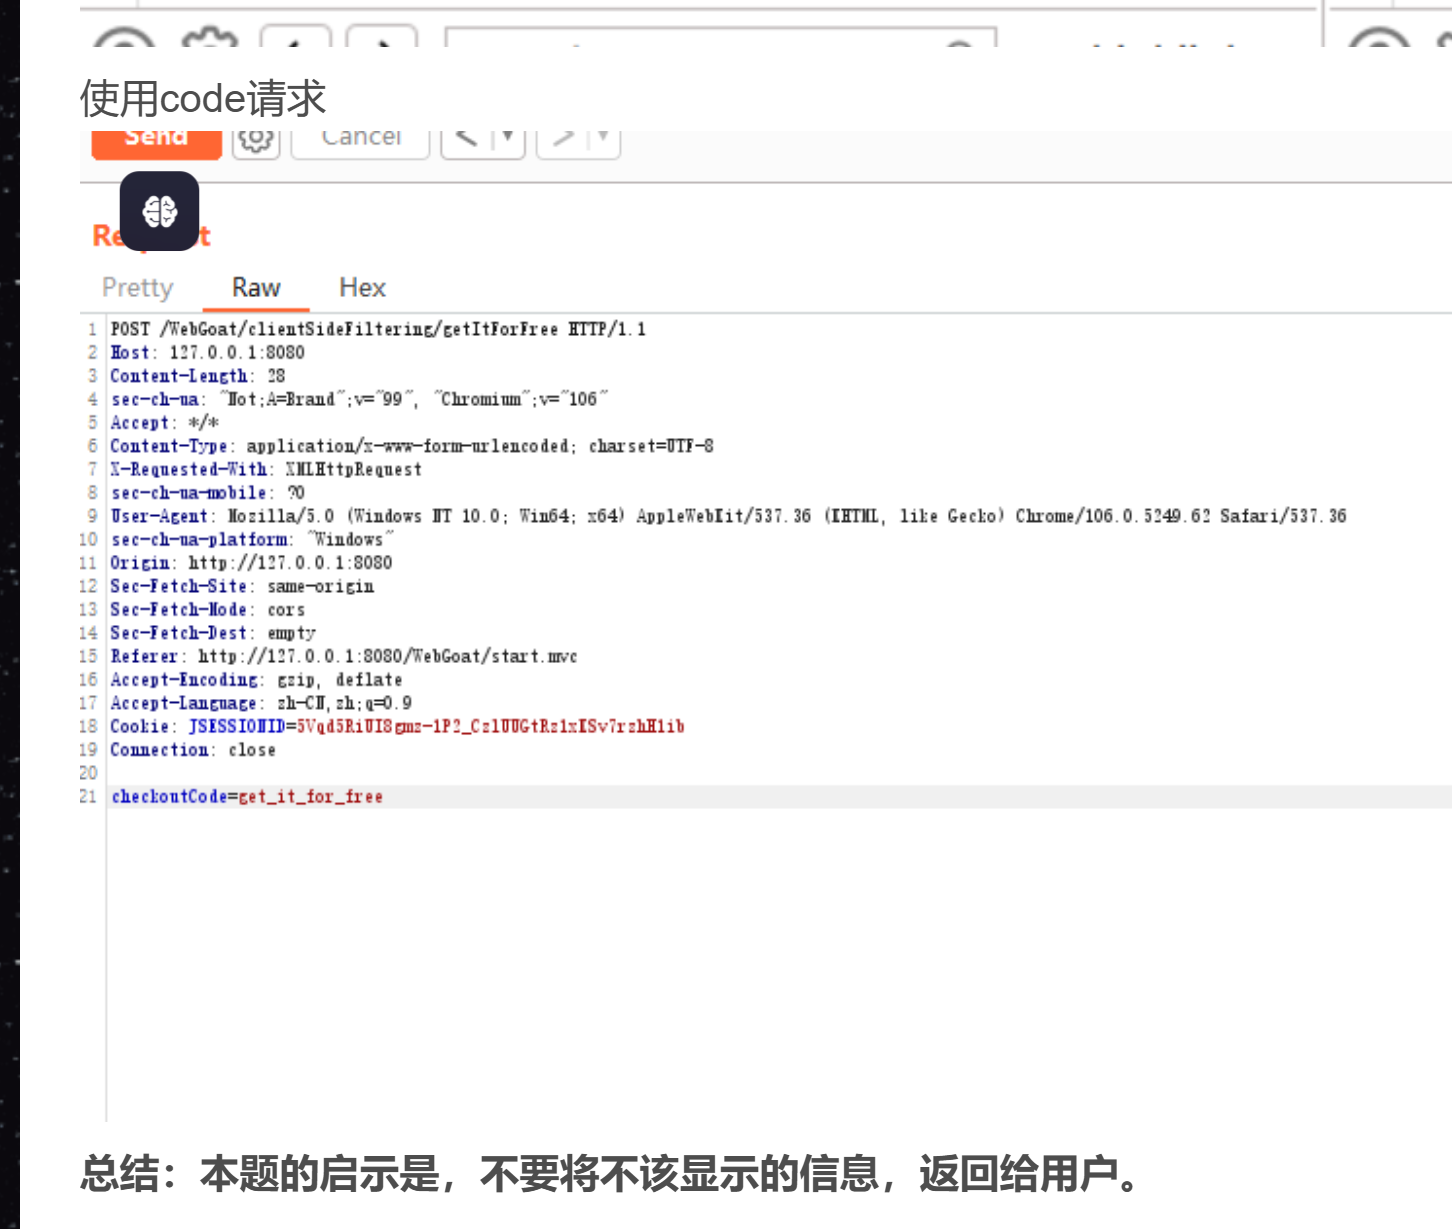 使用code请求
Send
Cancel
Pretty Raw Hex
1 POST /WebGoat/clientSideFiltering/getItForFree HTTP/1.1
2 Host: 127.0.0.1:8080
3 Content-Length: 28
4 sec-ch-ua: "Not;A=Brand";v="99", "Chromium";v="106"
5 Accept: */*
6 Content-Type: application/x-www-form-urlencoded; charset=UTF-8
7 X-Requested-With: XMLHttpRequest
8 sec-ch-ua-mobile: ?0
9 User-Agent: Mozilla/5.0 (Windows NT 10.0; Win64; x64) AppleWebKit/537.36 (KHTML, like Gecko) Chrome/106.0.5249.62 Safari/537.36
10 sec-ch-ua-platform: "Windows"
11 Origin: http://127.0.0.1:8080
12 Sec-Fetch-Site: same-origin
13 Sec-Fetch-Mode: cors
14 Sec-Fetch-Dest: empty
15 Referer: http://127.0.0.1:8080/WebGoat/start.mvc
16 Accept-Encoding: gzip, deflate
17 Accept-Language: zh-CN,zh;q=0.9
18 Cookie: JSESSIONID=
19 Connection: close
20
21 checkoutCode=get_it_for_free
总结：本题的启示是，不要将不该显示的信息，返回给用户。